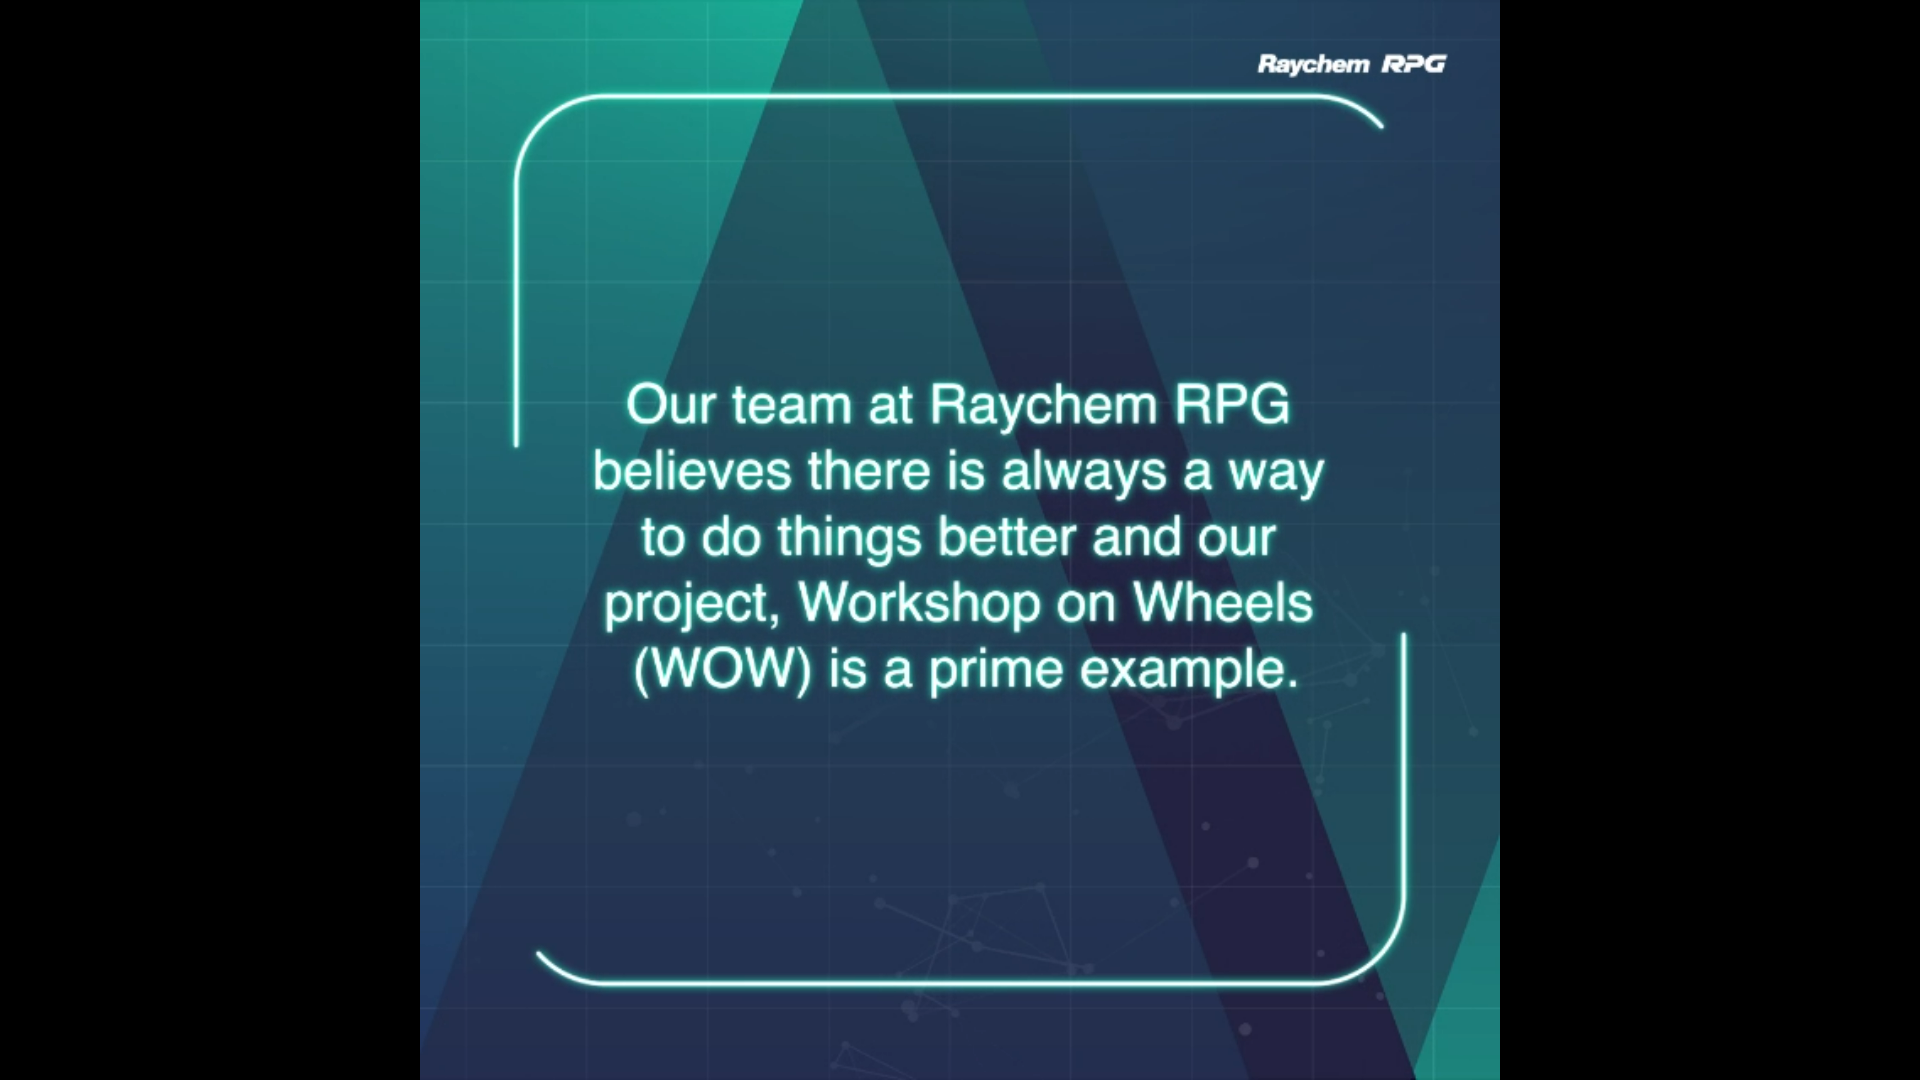 Raychem RPG
Our team at Raychem RPG
believes there is always a way
to do things better and our
project, Workshop on Wheels
(WOW) is a prime example.